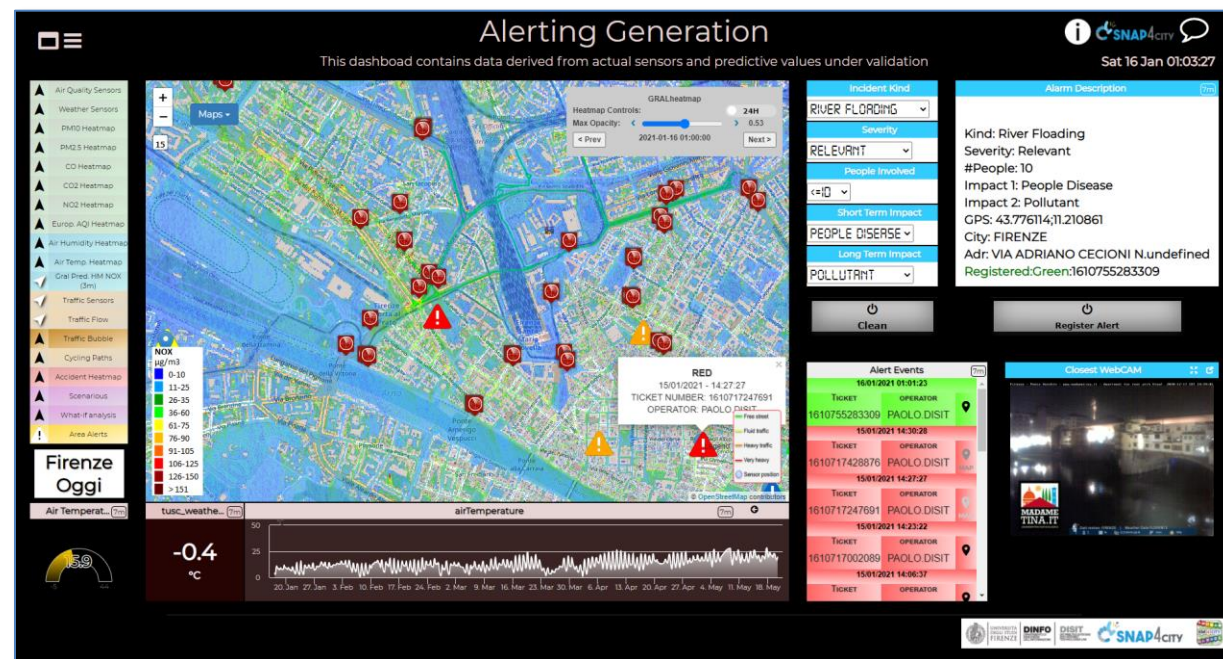 Alerting Generation
This dashboad contains data derived from actual sensors and predictive values under validation
SNAP4CITY
Sat 16 Jan 01:03:27
Air Quality Sensors
Weather Sensors
PM10 Heatmap
PM2.5 Heatmap
CO Heatmap
CO2 Heatmap
NO2 Heatmap
Europ. AQI Heatmap
Air Humidity Heatmap
Air Temp. Heatmap
Gral Pred. HM NOX
(3m)
Traffic Sensors
Traffic Flow
Traffic Bubble
Cycling Paths
Accident Heatmap
Scenarious
What-if analysis
Area Alerts
Firenze
Oggi
Air Temperat... 7m
15.9
+
−
15
Maps
GRALheatmap
Heatmap Controls: 24H
Max Opacity: < > 0.53
< Prev 2021-01-16 01:00:00 Next >
NOX
µg/m3
0-10
11-25
26-35
36-60
61-75
76-90
91-105
106-125
126-150
> 151
RED
15/01/2021 - 14:27:27
TICKET NUMBER: 1610717247691
OPERATOR: PAOLO.DISIT
Free street
Fluid traffic
Heavy traffic
Very heavy
Sensor position
© OpenStreetMap contributors
tusc_weathe... 7m
-0.4
°C
airTemperature 7m
50
25
0
20. Jan 27. Jan 3. Feb 10. Feb 17. Feb 24. Feb 2. Mar 9. Mar 16. Mar 23. Mar 30. Mar 6. Apr 13. Apr 20. Apr 27. Apr 4. May 11. May 18. May
Incident Kind
RIVER FLOADING
Severity
RELEVANT
People Involved
<=10
Short Term Impact
PEOPLE DISEASE
Long Term Impact
POLLUTANT
Clean
Alarm Description 7m
Kind: River Floading
Severity: Relevant
#People: 10
Impact 1: People Disease
Impact 2: Pollutant
GPS: 43.776114;11.210861
City: FIRENZE
Adr: VIA ADRIANO CECIONI N.undefined
Registered:Green:1610755283309
Register Alert
Alert Events 7m
16/01/2021 01:01:23
TICKET OPERATOR
1610755283309 PAOLO.DISIT
15/01/2021 14:30:28
TICKET OPERATOR
1610717428876 PAOLO.DISIT
15/01/2021 14:27:27
TICKET OPERATOR
1610717247691 PAOLO.DISIT
15/01/2021 14:23:22
TICKET OPERATOR
1610717002089 PAOLO.DISIT
15/01/2021 14:06:37
TICKET OPERATOR
Closest WebCAM
MADAME
TINA.IT
UNIVERSITÀ
DEGLI STUDI
FIRENZE
DINFO
DISIT
SNAP4CITY